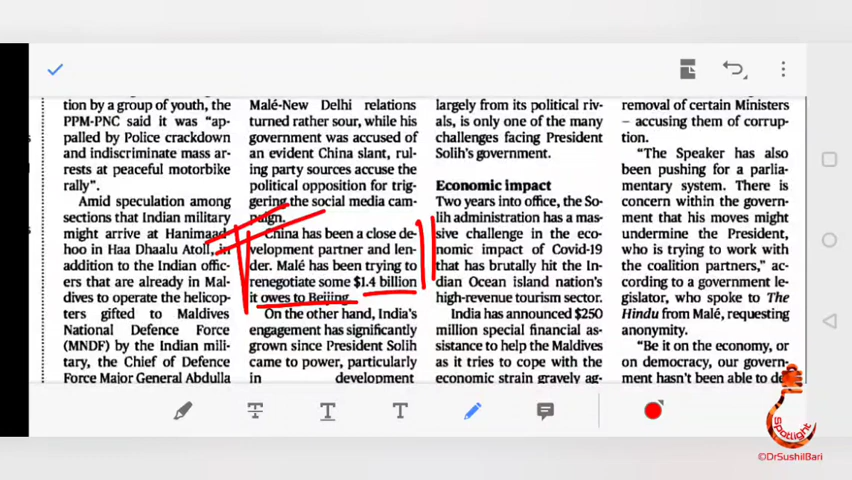 tion by a group of youth, the
PPM-PNC said it was “ap-
palled by Police crackdown
and indiscriminate mass ar-
rests at peaceful motorbike
rally”.
Amid speculation among
sections that Indian military
might arrive at Hanimaad-
hoo in Haa Dhaalu Atoll, in
addition to the Indian offic-
ers that are already in Mal-
dives to operate the helicop-
ters gifted to Maldives
National Defence Force
(MNDF) by the Indian mili-
tary, the Chief of Defence
Force Major General Abdulla
Malé-New Delhi relations
turned rather sour, while his
government was accused of
an evident China slant, rul-
ing party sources accuse the
political opposition for trig-
gering the social media cam-
paign.
China has been a close de-
velopment partner and len-
der. Malé has been trying to
renegotiate some $1.4 billion
it owes to Beijing.
On the other hand, India’s
engagement has significantly
grown since President Solih
came to power, particularly
in development
largely from its political riv-
als, is only one of the many
challenges facing President
Solih’s government.
Economic impact
Two years into office, the So-
lih administration has a mas-
sive challenge in the eco-
nomic impact of Covid-19
that has brutally hit the In-
dian Ocean island nation’s
high-revenue tourism sector.
India has announced $250
million special financial as-
sistance to help the Maldives
as it tries to cope with the
economic strain gravely ag-
removal of certain Ministers
– accusing them of corrup-
tion.
“The Speaker has also
been pushing for a parlia-
mentary system. There is
concern within the govern-
ment that his moves might
undermine the President,
who is trying to work with
the coalition partners,” ac-
cording to a government le-
gislator, who spoke to The
Hindu from Malé, requesting
anonymity.
“Be it on the economy, or
on democracy, our govern-
ment hasn’t been able to
T T T
Spotlight
©DrSushilBari